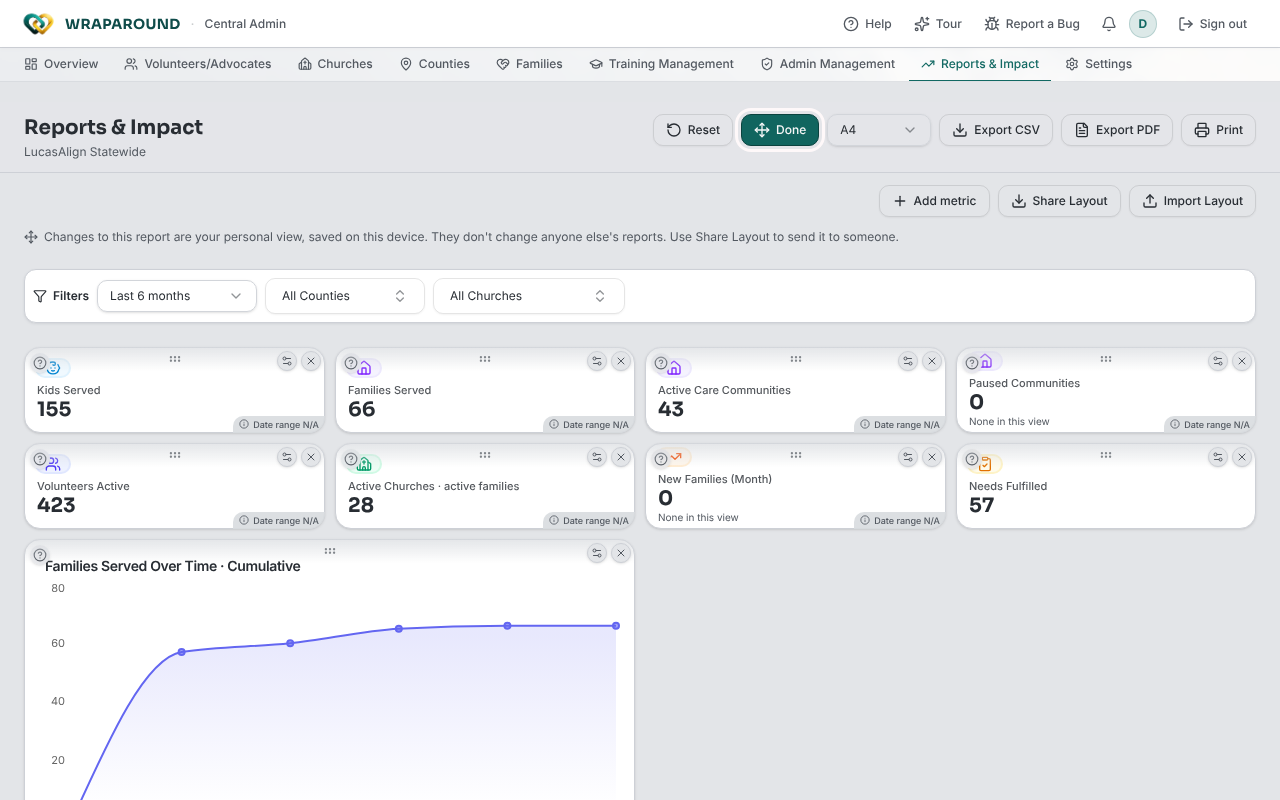 WRAPAROUND · Central Admin
Help
Tour
Report a Bug
D
Sign out
Overview
Volunteers/Advocates
Churches
Counties
Families
Training Management
Admin Management
Reports & Impact
Settings
Reports & Impact
LucasAlign Statewide
Reset
Done
A4
Export CSV
Export PDF
Print
Add metric
Share Layout
Import Layout
Changes to this report are your personal view, saved on this device. They don't change anyone else's reports. Use Share Layout to send it to someone.
Filters
Last 6 months
All Counties
All Churches
Kids Served
155
Date range N/A
Families Served
66
Date range N/A
Active Care Communities
43
Date range N/A
Paused Communities
0
None in this view
Date range N/A
Volunteers Active
423
Date range N/A
Active Churches · active families
28
Date range N/A
New Families (Month)
0
None in this view
Date range N/A
Needs Fulfilled
57
Families Served Over Time · Cumulative
80
60
40
20